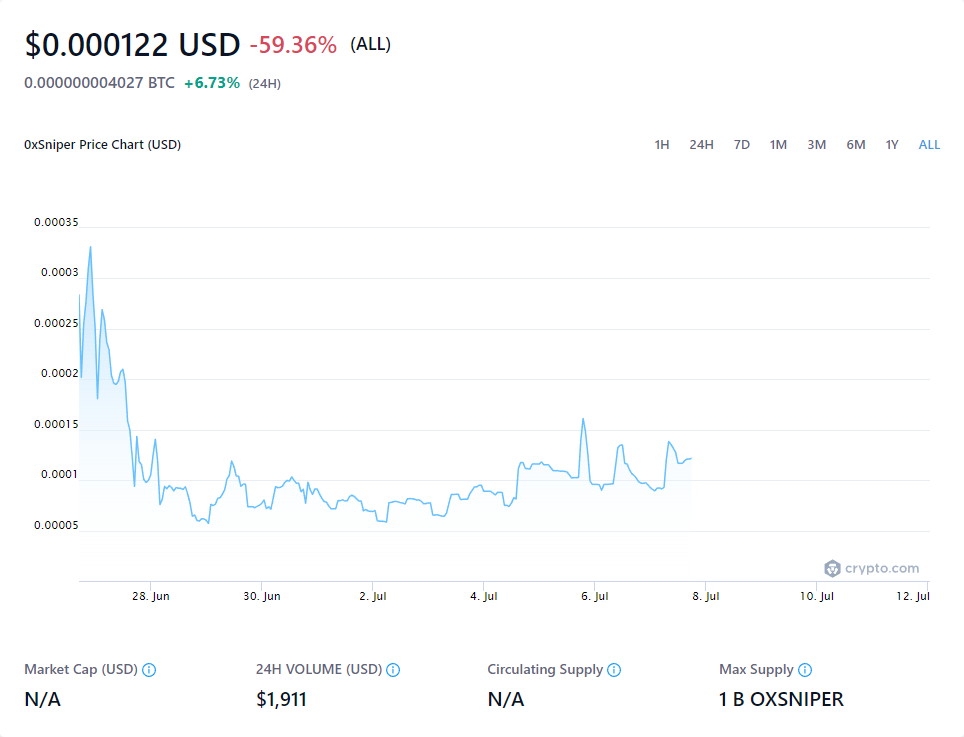 $0.000122 USD -59.36% (ALL)
0.000000004027 BTC +6.73% (24H)
0xSniper Price Chart (USD) 1H 24H 7D 1M 3M 6M 1Y ALL
0.00035
0.0003
0.00025
0.0002
0.00015
0.0001
0.00005
crypto.com
28. Jun 30. Jun 2. Jul 4. Jul 6. Jul 8. Jul 10. Jul 12. Jul
Market Cap (USD) 24H VOLUME (USD) Circulating Supply Max Supply
N/A $1,911 N/A 1 B OXSNIPER